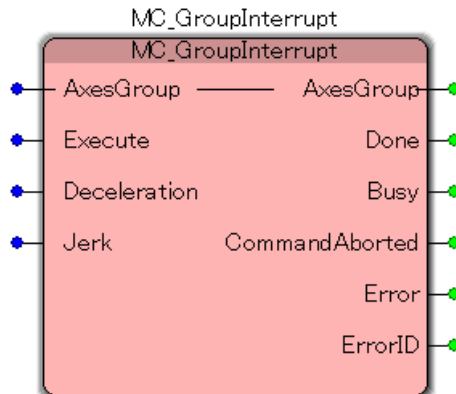 MC_GroupInterrupt
MC_GroupInterrupt
AxesGroup AxesGroup
Execute Done
Deceleration Busy
Jerk CommandAborted
Error
ErrorID